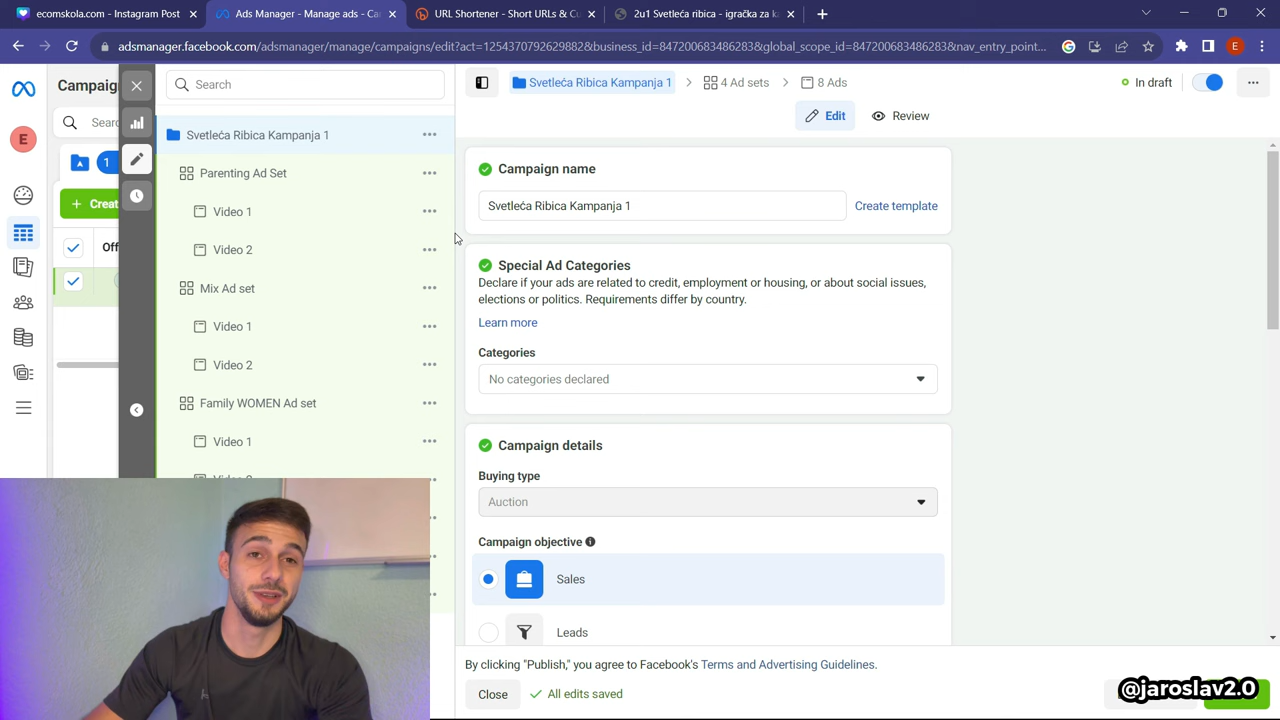 ecomskola.com - Instagram Post
Ads Manager - Manage ads - Ca
URL Shortener - Short URLs & Cu
2u1 Svetleća ribica - igračka za k
adsmanager.facebook.com/adsmanager/manage/campaigns/edit?act=1254370792629882&business_id=847200683486283&global_scope_id=847200683486283&nav_entry_point...
E
Campaig
Search
Svetleća Ribica Kampanja 1
4 Ad sets
8 Ads
In draft
Edit
Review
E
Sear
1
+ Creat
Off
Svetleća Ribica Kampanja 1
Parenting Ad Set
Video 1
Video 2
Mix Ad set
Video 1
Video 2
Family WOMEN Ad set
Video 1
Campaign name
Svetleća Ribica Kampanja 1
Create template
Special Ad Categories
Declare if your ads are related to credit, employment or housing, or about social issues,
elections or politics. Requirements differ by country.
Learn more
Categories
No categories declared
Campaign details
Buying type
Auction
Campaign objective
Sales
Leads
By clicking "Publish," you agree to Facebook's Terms and Advertising Guidelines.
Close
All edits saved
@jaroslav2.0